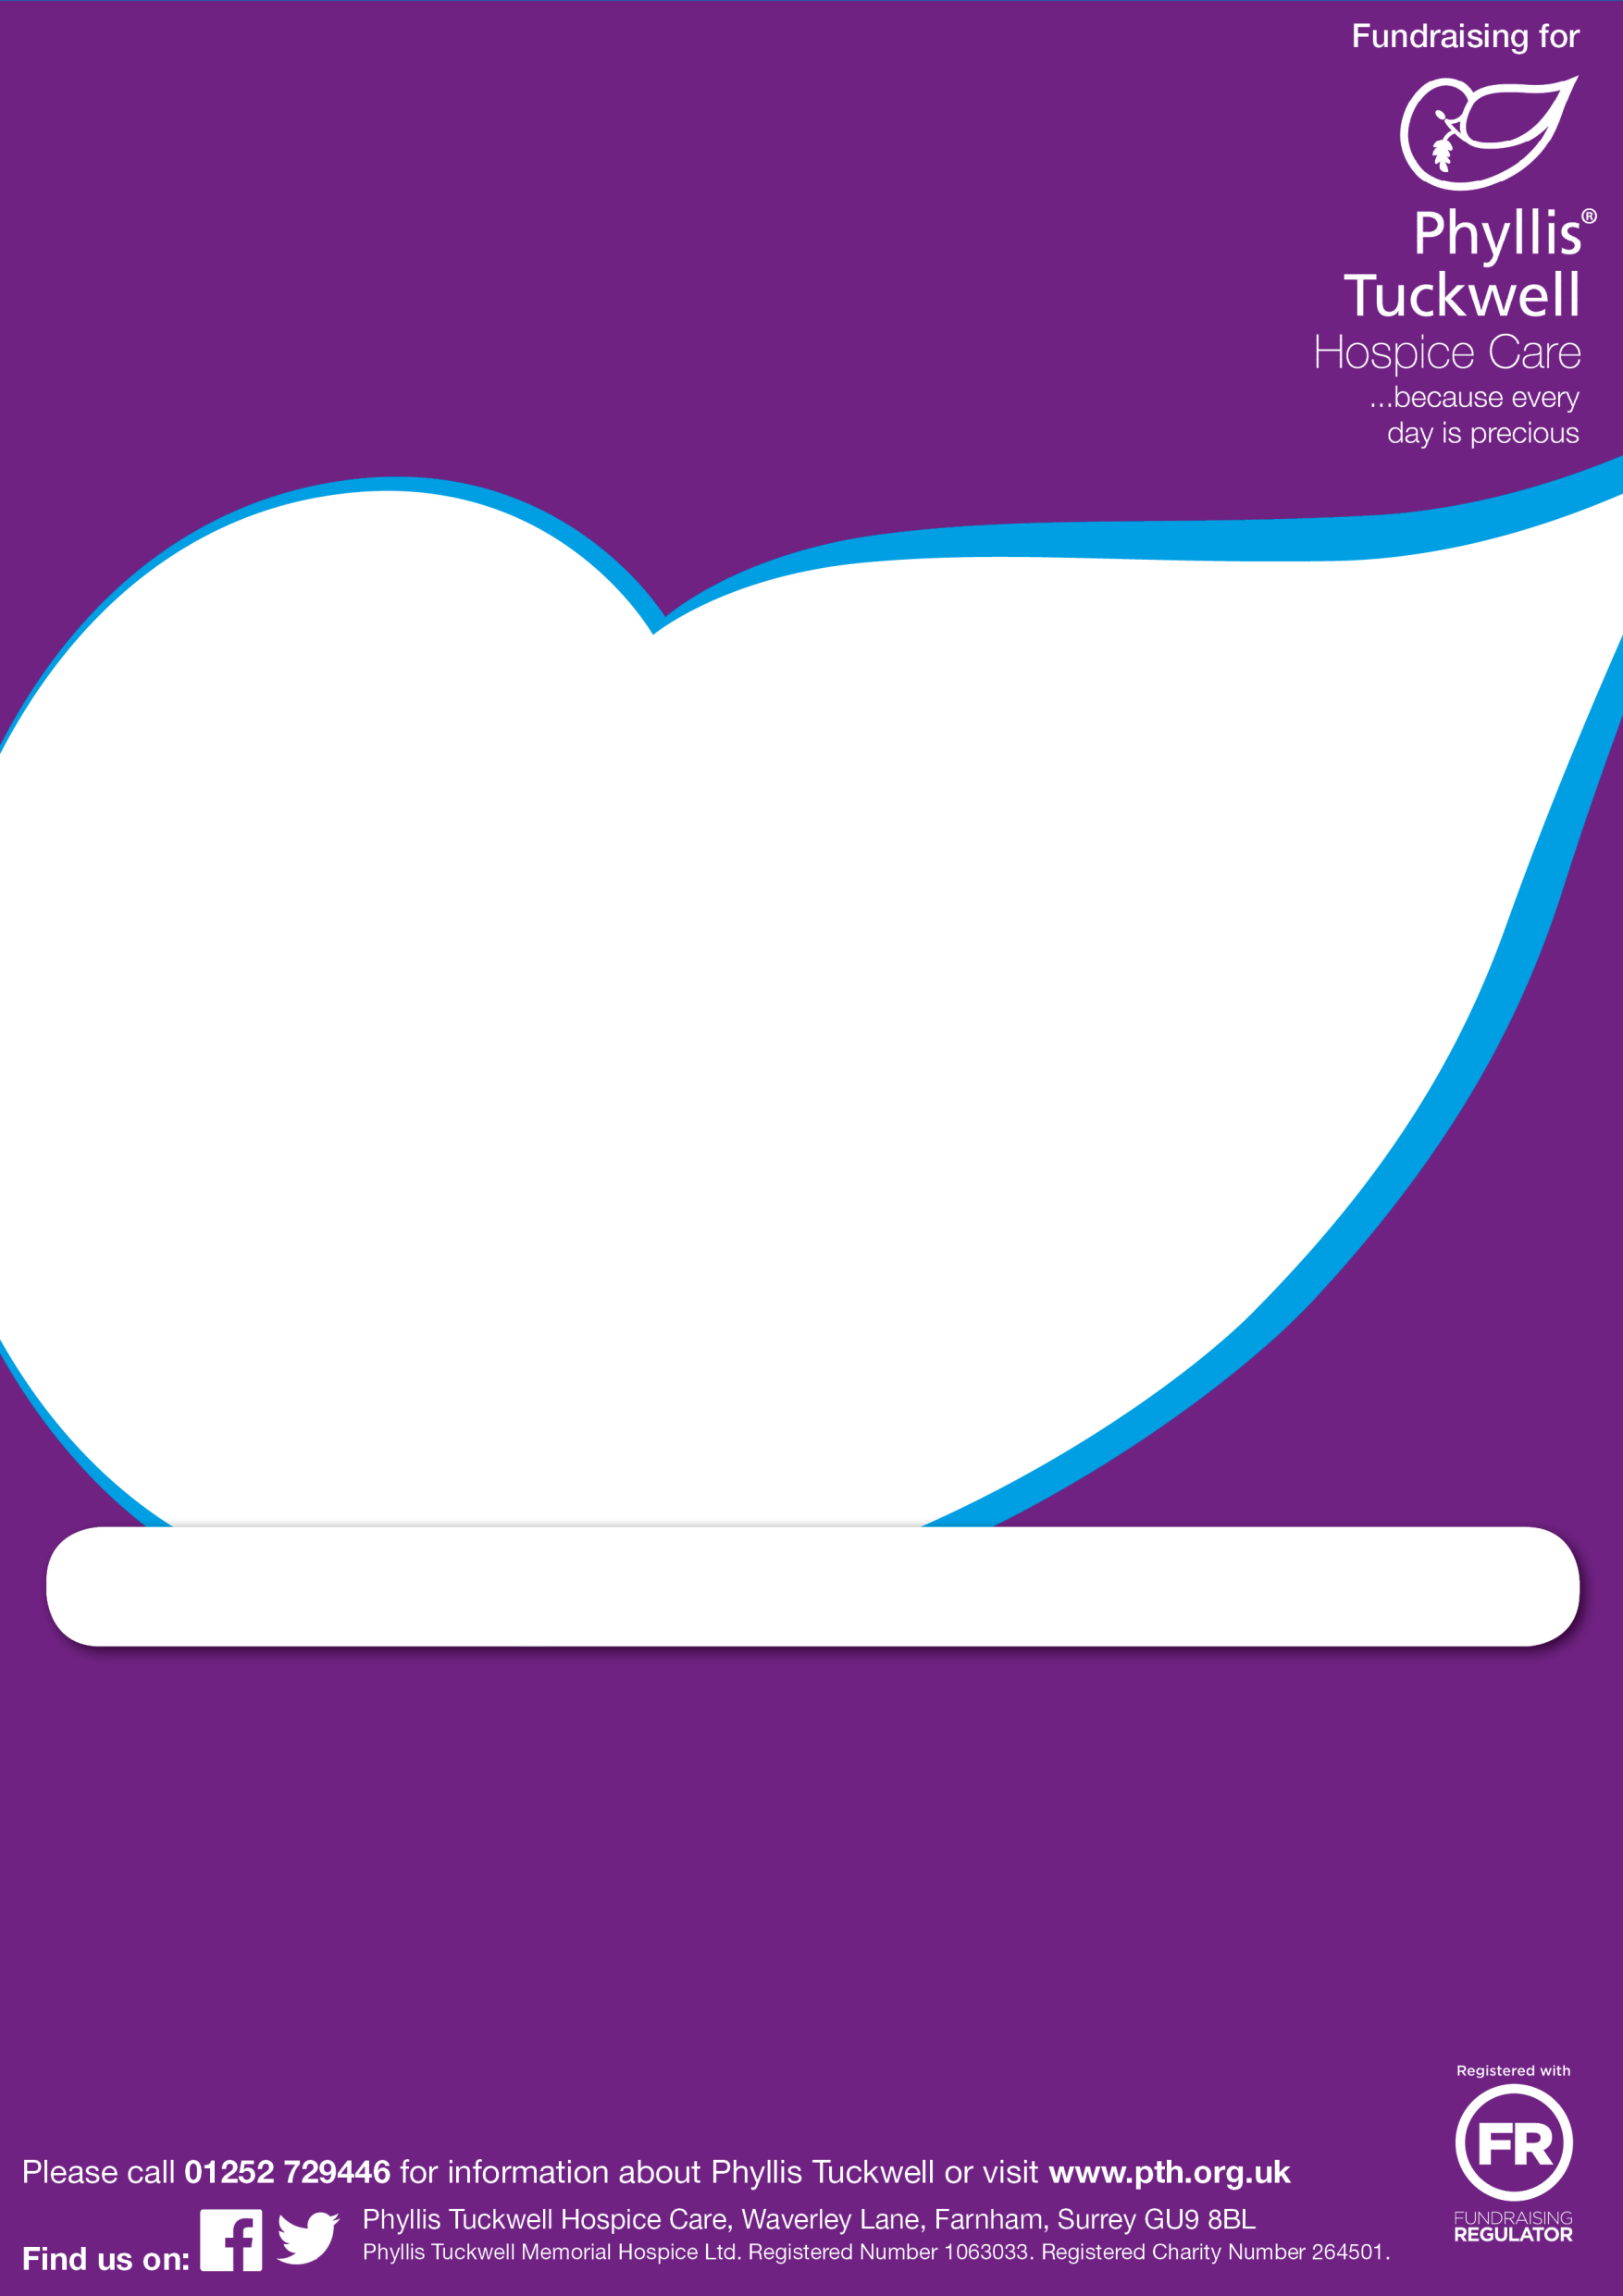 Fundraising for
Phyllis®
Tuckwell
Hospice Care
...because every
day is precious
Registered with
FR
FUNDRAISING
REGULATOR
Please call 01252 729446 for information about Phyllis Tuckwell or visit www.pth.org.uk
Find us on:
Phyllis Tuckwell Hospice Care, Waverley Lane, Farnham, Surrey GU9 8BL
Phyllis Tuckwell Memorial Hospice Ltd. Registered Number 1063033. Registered Charity Number 264501.